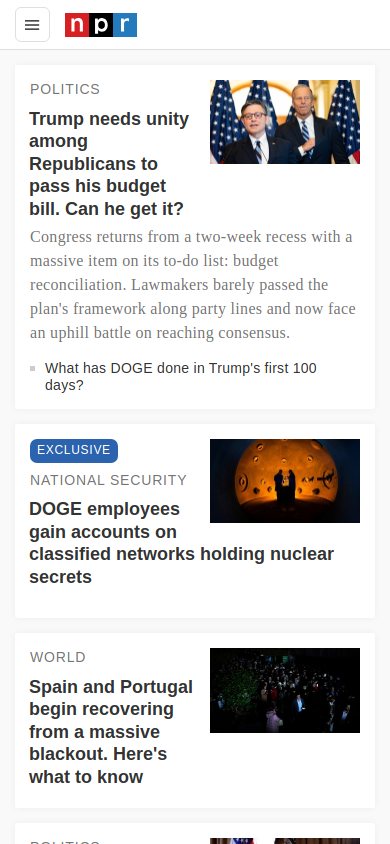 npr
POLITICS
Trump needs unity
among
Republicans to
pass his budget
bill. Can he get it?
Congress returns from a two-week recess with a
massive item on its to-do list: budget
reconciliation. Lawmakers barely passed the
plan's framework along party lines and now face
an uphill battle on reaching consensus.
What has DOGE done in Trump's first 100
days?
EXCLUSIVE
NATIONAL SECURITY
DOGE employees
gain accounts on
classified networks holding nuclear
secrets
WORLD
Spain and Portugal
begin recovering
from a massive
blackout. Here's
what to know
POLITICS